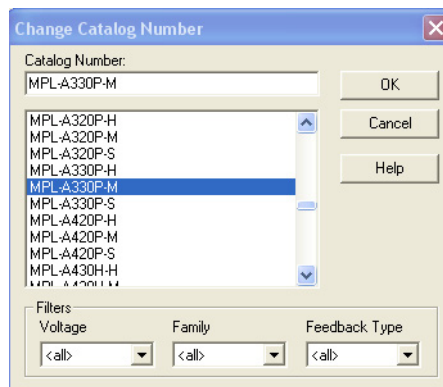 Change Catalog Number
Catalog Number:
MPL-A330P-M
OK
MPL-A320P-H
MPL-A320P-M
MPL-A320P-S
MPL-A330P-H
MPL-A330P-M
MPL-A330P-S
MPL-A420P-H
MPL-A420P-M
MPL-A420P-S
MPL-A430H-H
Cancel
Help
Filters
Voltage Family Feedback Type
<all> <all> <all>